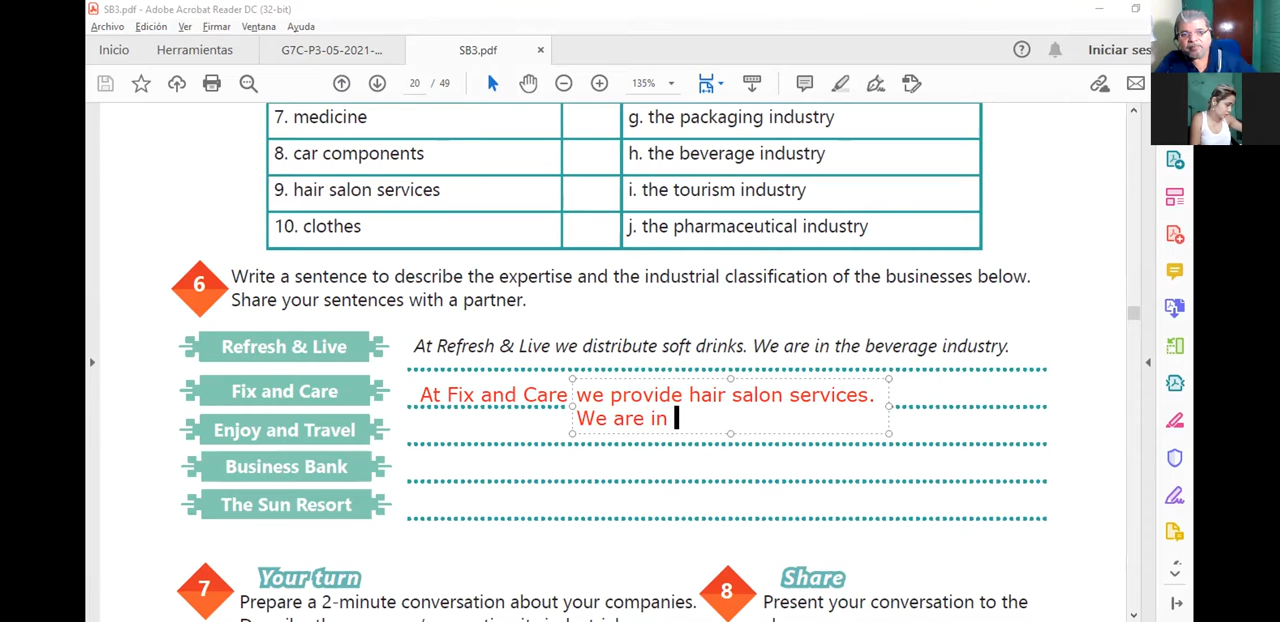 SB3.pdf - Adobe Acrobat Reader DC (32-bit)
Archivo Edición Ver Firmar Ventana Ayuda
Inicio Herramientas G7C-P3-05-2021-... SB3.pdf × Iniciar ses
20 / 49 135%
7. medicine g. the packaging industry
8. car components h. the beverage industry
9. hair salon services i. the tourism industry
10. clothes j. the pharmaceutical industry
6 Write a sentence to describe the expertise and the industrial classification of the businesses below.
Share your sentences with a partner.
Refresh & Live At Refresh & Live we distribute soft drinks. We are in the beverage industry.
Fix and Care At Fix and Care we provide hair salon services.
We are in
Enjoy and Travel
Business Bank
The Sun Resort
7 Your turn 8 Share
Prepare a 2-minute conversation about your companies. Present your conversation to the